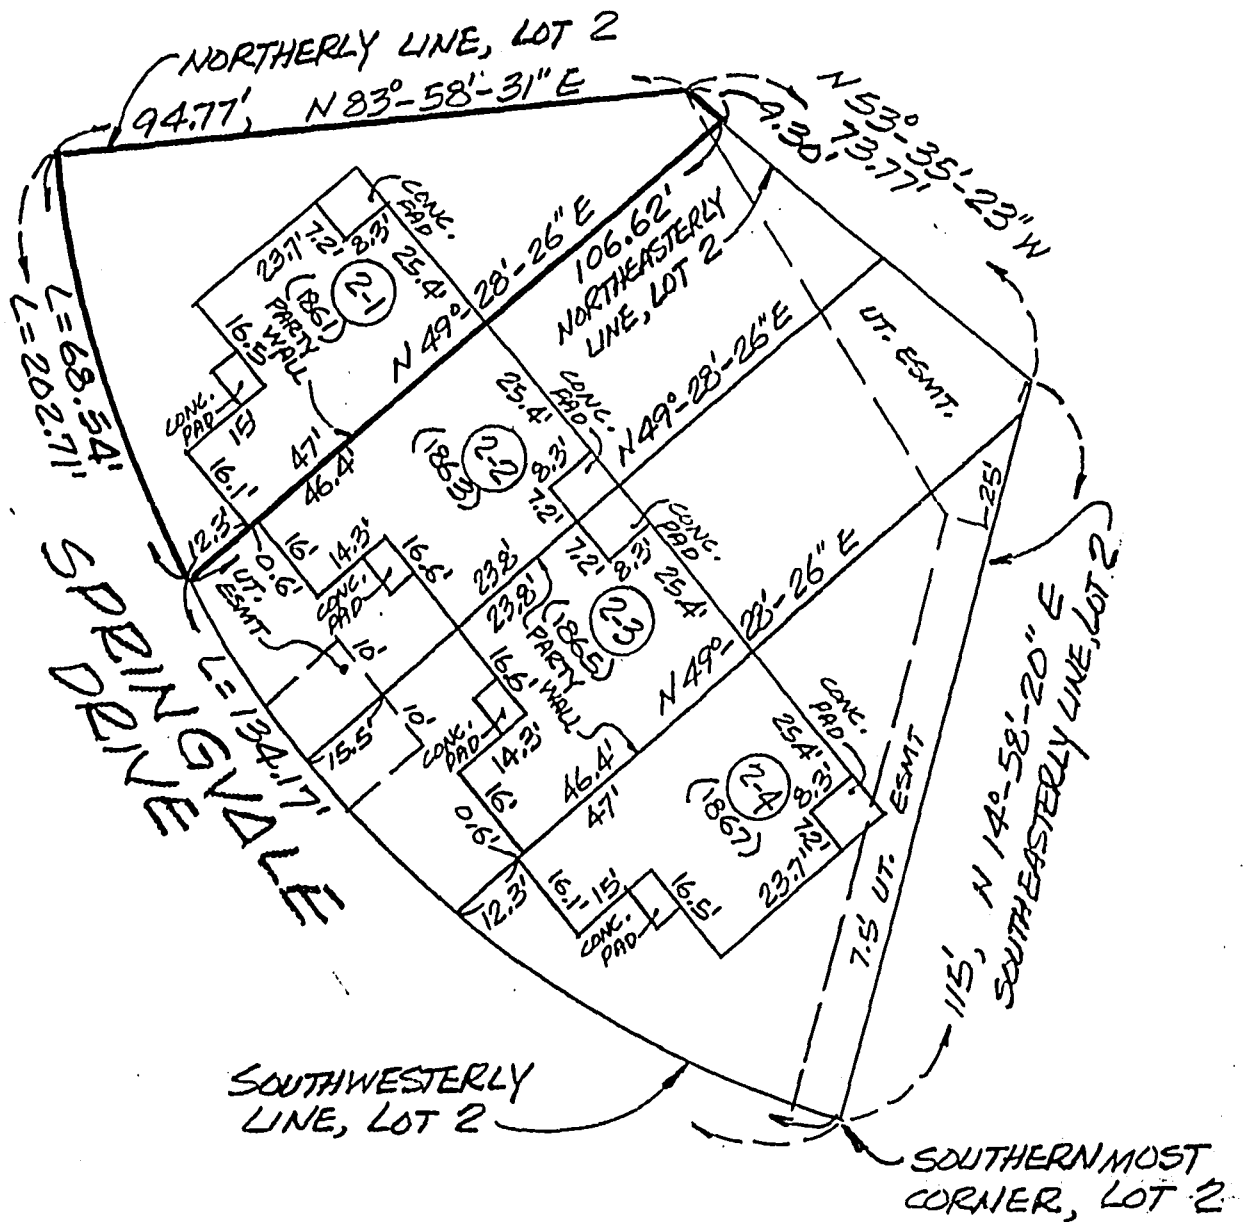 NORTHERLY LINE, LOT 2
94.77', N 83°-58'-31" E
N 53°-35'-23" W
73.77'
9.30'
CONC.
PAD
23.7'
7.2'
8.3'
25.4'
2-1
(1861)
PARTY
WALL
16.5'
CONC.
PAD
15'
16.1'
47'
N 49°-28'-26" E
106.62'
NORTHEASTERLY
LINE, LOT 2
L=68.54'
L=202.71'
12.3'
0.6'
46.4'
25.4'
CONC.
PAD
2-2
(1863)
8.3'
7.2'
N 49°-28'-26" E
UT. ESMT.
16'
14.3'
16.6'
CONC.
PAD
23.8'
UT.
ESMT.
10'
SPRINGVALE
DRIVE
L=134.17'
15.5'
10'
23.8'
7.2'
8.3'
CONC.
PAD
25.4'
2-3
(1865)
PARTY
WALL
16.6'
CONC.
PAD
14.3'
16'
0.6'
46.4'
N 49°-28'-26" E
25'
47'
12.3'
16.1'
15'
CONC.
PAD
16.5'
2-4
(1867)
25.4'
CONC.
PAD
8.3'
7.2'
23.7'
7.5' UT. ESMT
115', N 14°-58'-20" E
SOUTHEASTERLY LINE, LOT 2
SOUTHWESTERLY
LINE, LOT 2
SOUTHERNMOST
CORNER, LOT 2